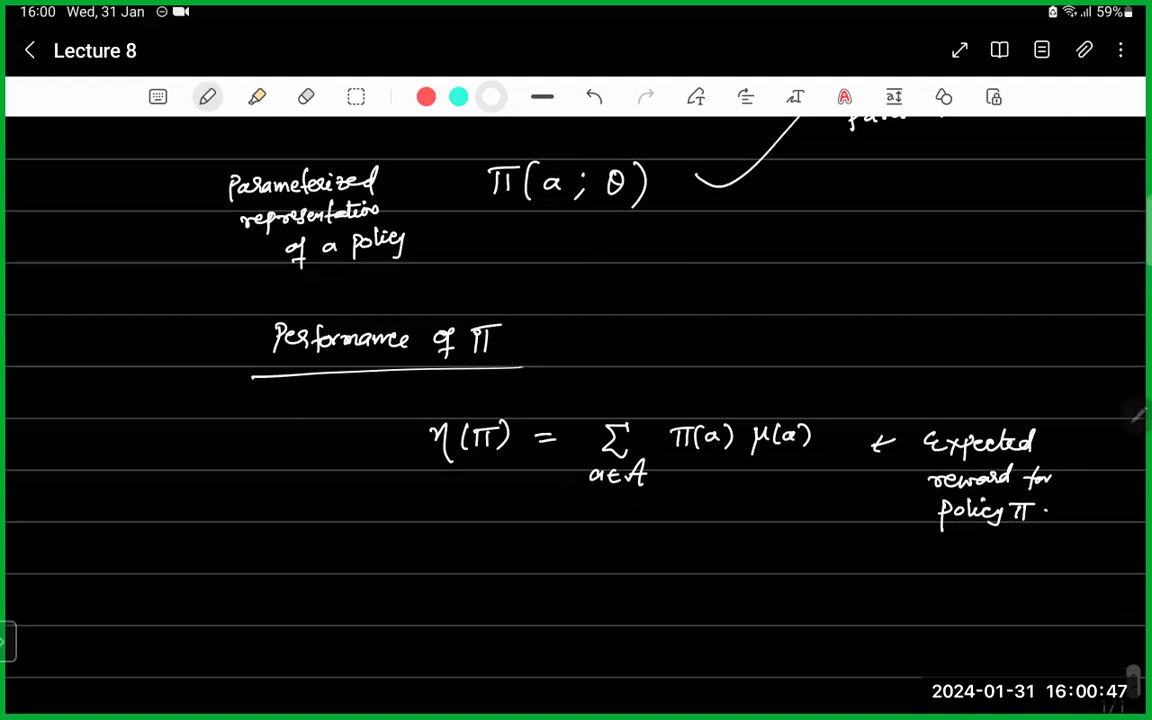 16:00 Wed, 31 Jan
59%
Lecture 8
Parameterized
representation
of a policy
π(a ; θ)
Performance of π
η(π) = Σ π(a) μ(a) ← Expected
a∈A
reward for
policy π.
2024-01-31 16:00:47